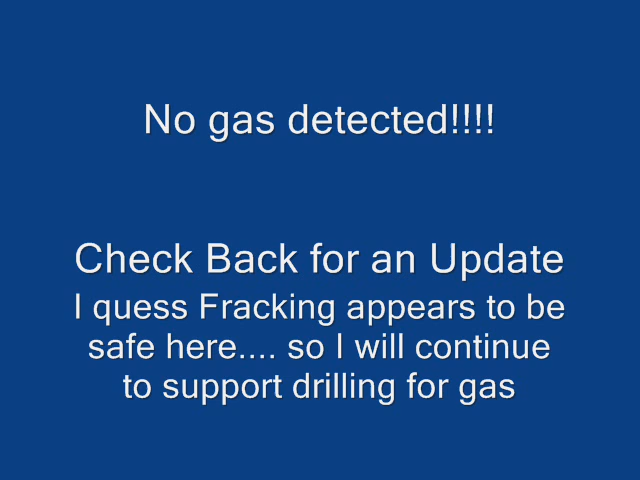 No gas detected!!!!
Check Back for an Update
I quess Fracking appears to be
safe here.... so I will continue
to support drilling for gas